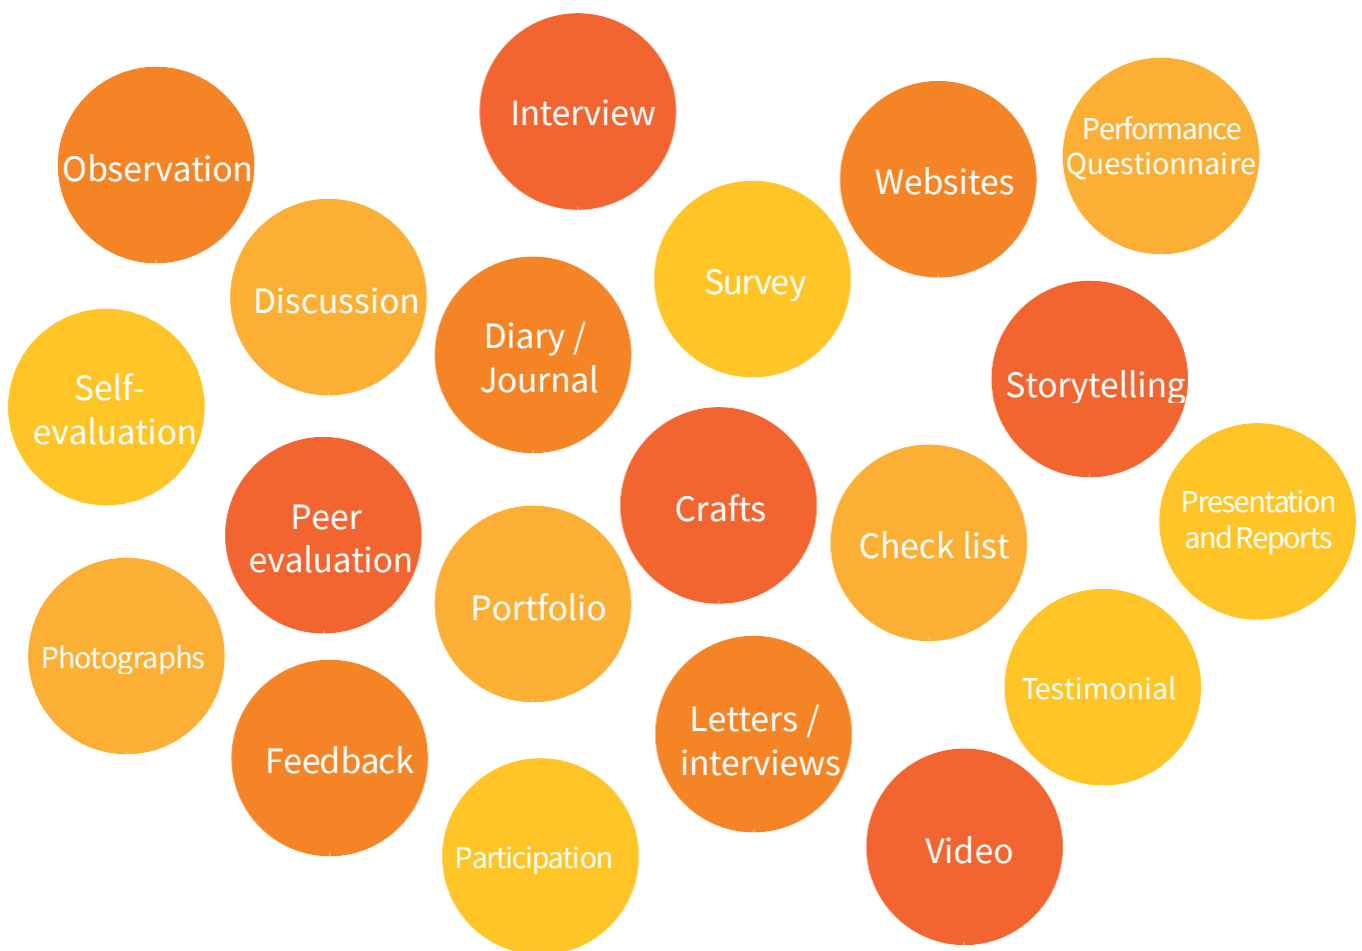 Interview
Performance
Questionnaire
Observation
Websites
Survey
Discussion
Diary /
Journal
Storytelling
Self-
evaluation
Crafts
Presentation
and Reports
Peer
evaluation
Check list
Portfolio
Photographs
Testimonial
Letters /
interviews
Feedback
Video
Participation